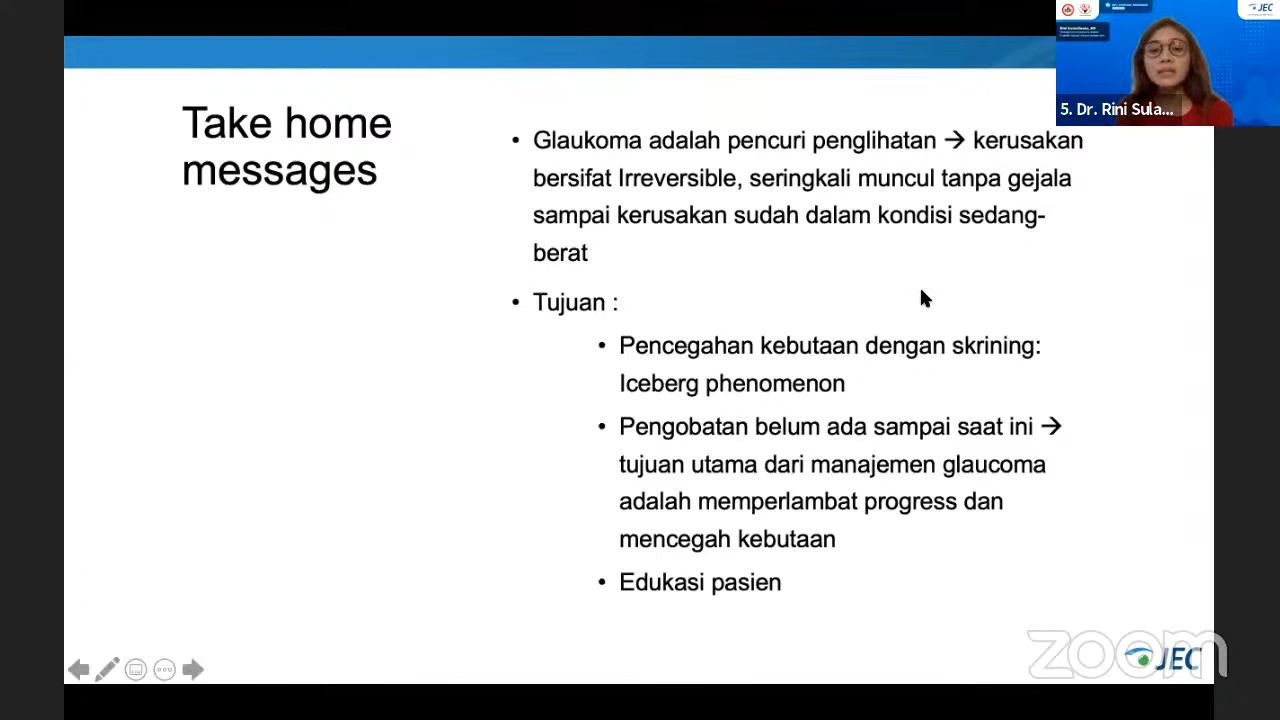 Take home
messages
• Glaukoma adalah pencuri penglihatan → kerusakan
bersifat Irreversible, seringkali muncul tanpa gejala
sampai kerusakan sudah dalam kondisi sedang-
berat
• Tujuan :
• Pencegahan kebutaan dengan skrining:
Iceberg phenomenon
• Pengobatan belum ada sampai saat ini →
tujuan utama dari manajemen glaucoma
adalah memperlambat progress dan
mencegah kebutaan
• Edukasi pasien
JEC
5. Dr. Rini Sula...
zoom
JEC